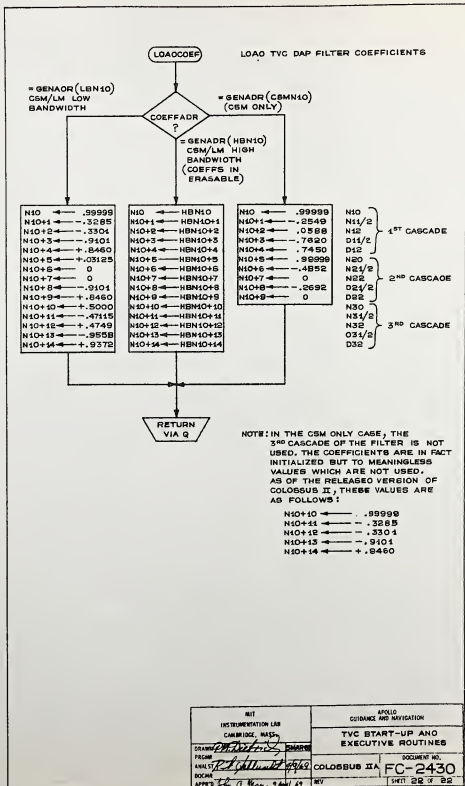 LOADCOEF
LOAD TVC DAP FILTER COEFFICIENTS
= GENADR (LBN10)
CSM/LM LOW
BANDWIDTH
COEFFADR
?
= GENADR (CSMN10)
(CSM ONLY)
= GENADR (HBN10)
CSM/LM HIGH
BANDWIDTH
(COEFFS IN
ERASABLE)
N10 ← .99999
N10+1 ← -.3285
N10+2 ← -.3301
N10+3 ← -.9101
N10+4 ← +.8460
N10+5 ← +.03125
N10+6 ← 0
N10+7 ← 0
N10+8 ← -.9101
N10+9 ← +.8460
N10+10 ← +.5000
N10+11 ← -.47115
N10+12 ← +.4749
N10+13 ← -.9558
N10+14 ← +.9372
N10 ← HBN10
N10+1 ← HBN10+1
N10+2 ← HBN10+2
N10+3 ← HBN10+3
N10+4 ← HBN10+4
N10+5 ← HBN10+5
N10+6 ← HBN10+6
N10+7 ← HBN10+7
N10+8 ← HBN10+8
N10+9 ← HBN10+9
N10+10 ← HBN10+10
N10+11 ← HBN10+11
N10+12 ← HBN10+12
N10+13 ← HBN10+13
N10+14 ← HBN10+14
N10 ← .99999
N10+1 ← -.2549
N10+2 ← .0588
N10+3 ← -.7620
N10+4 ← .7450
N10+5 ← .99999
N10+6 ← -.4852
N10+7 ← 0
N10+8 ← -.2692
N10+9 ← 0
N10
N11/2
N12
D11/2
D12
1ST CASCADE
N20
N21/2
N22
D21/2
D22
2ND CASCADE
N30
N31/2
N32
D31/2
D32
3RD CASCADE
RETURN
VIA Q
NOTE: IN THE CSM ONLY CASE, THE
3RD CASCADE OF THE FILTER IS NOT
USED. THE COEFFICIENTS ARE IN FACT
INITIALIZED BUT TO MEANINGLESS
VALUES WHICH ARE NOT USED.
AS OF THE RELEASED VERSION OF
COLOSSUS II, THESE VALUES ARE
AS FOLLOWS:
N10+10 ← .99999
N10+11 ← -.3285
N10+12 ← -.3301
N10+13 ← -.9101
N10+14 ← +.8460
MIT
INSTRUMENTATION LAB
CAMBRIDGE, MASS.
APOLLO
GUIDANCE AND NAVIGATION
DRAWN
PRGMR
ANALST
DOCMR
APPR'D
TVC START-UP AND
EXECUTIVE ROUTINES
COLOSSUS IIA
DOCUMENT NO.
FC-2430
REV
SHEET 22 OF 22